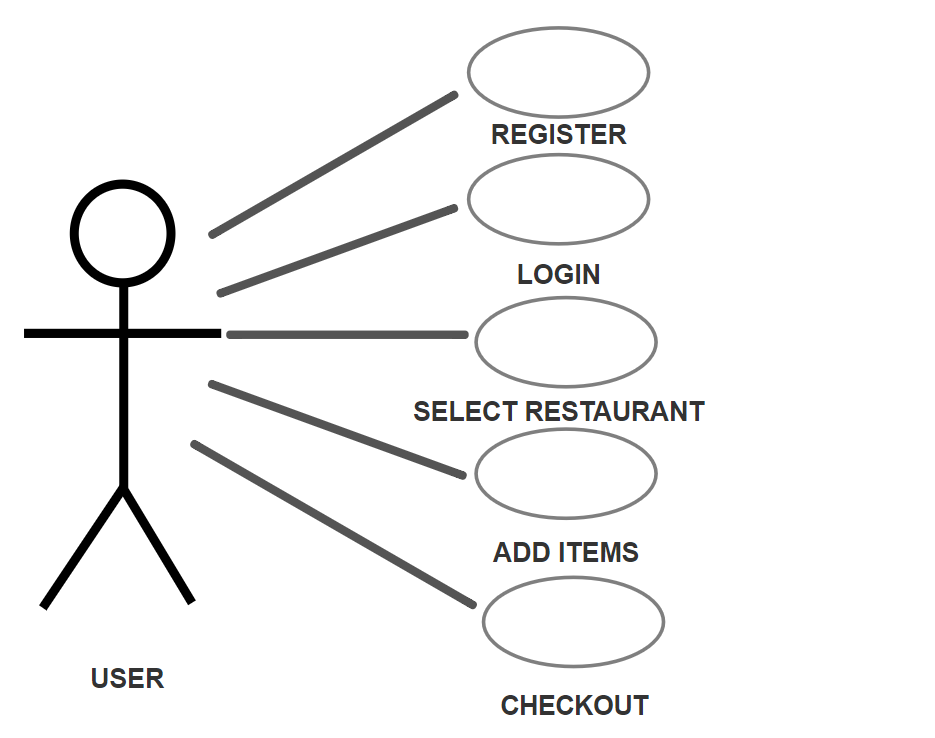 REGISTER
LOGIN
SELECT RESTAURANT
ADD ITEMS
USER
CHECKOUT